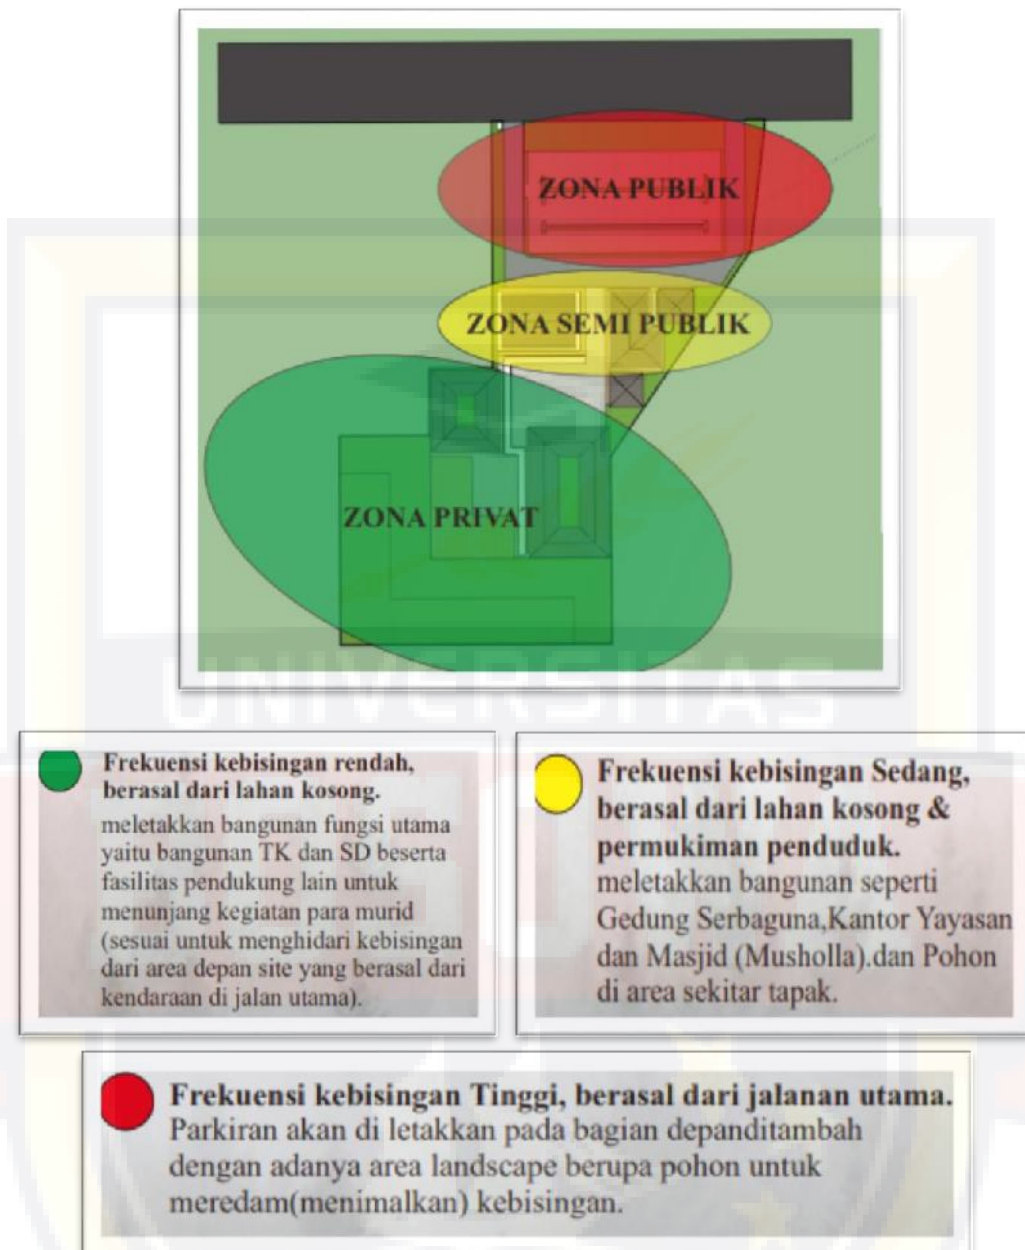 ZONA PUBLIK
ZONA SEMI PUBLIK
ZONA PRIVAT
UNIVERSITAS
Frekuensi kebisingan rendah,
berasal dari lahan kosong.
meletakkan bangunan fungsi utama
yaitu bangunan TK dan SD beserta
fasilitas pendukung lain untuk
menunjang kegiatan para murid
(sesuai untuk menghidari kebisingan
dari area depan site yang berasal dari
kendaraan di jalan utama).
Frekuensi kebisingan Sedang,
berasal dari lahan kosong &
permukiman penduduk.
meletakkan bangunan seperti
Gedung Serbaguna,Kantor Yayasan
dan Masjid (Musholla).dan Pohon
di area sekitar tapak.
Frekuensi kebisingan Tinggi, berasal dari jalanan utama.
Parkiran akan di letakkan pada bagian depanditambah
dengan adanya area landscape berupa pohon untuk
meredam(menimalkan) kebisingan.